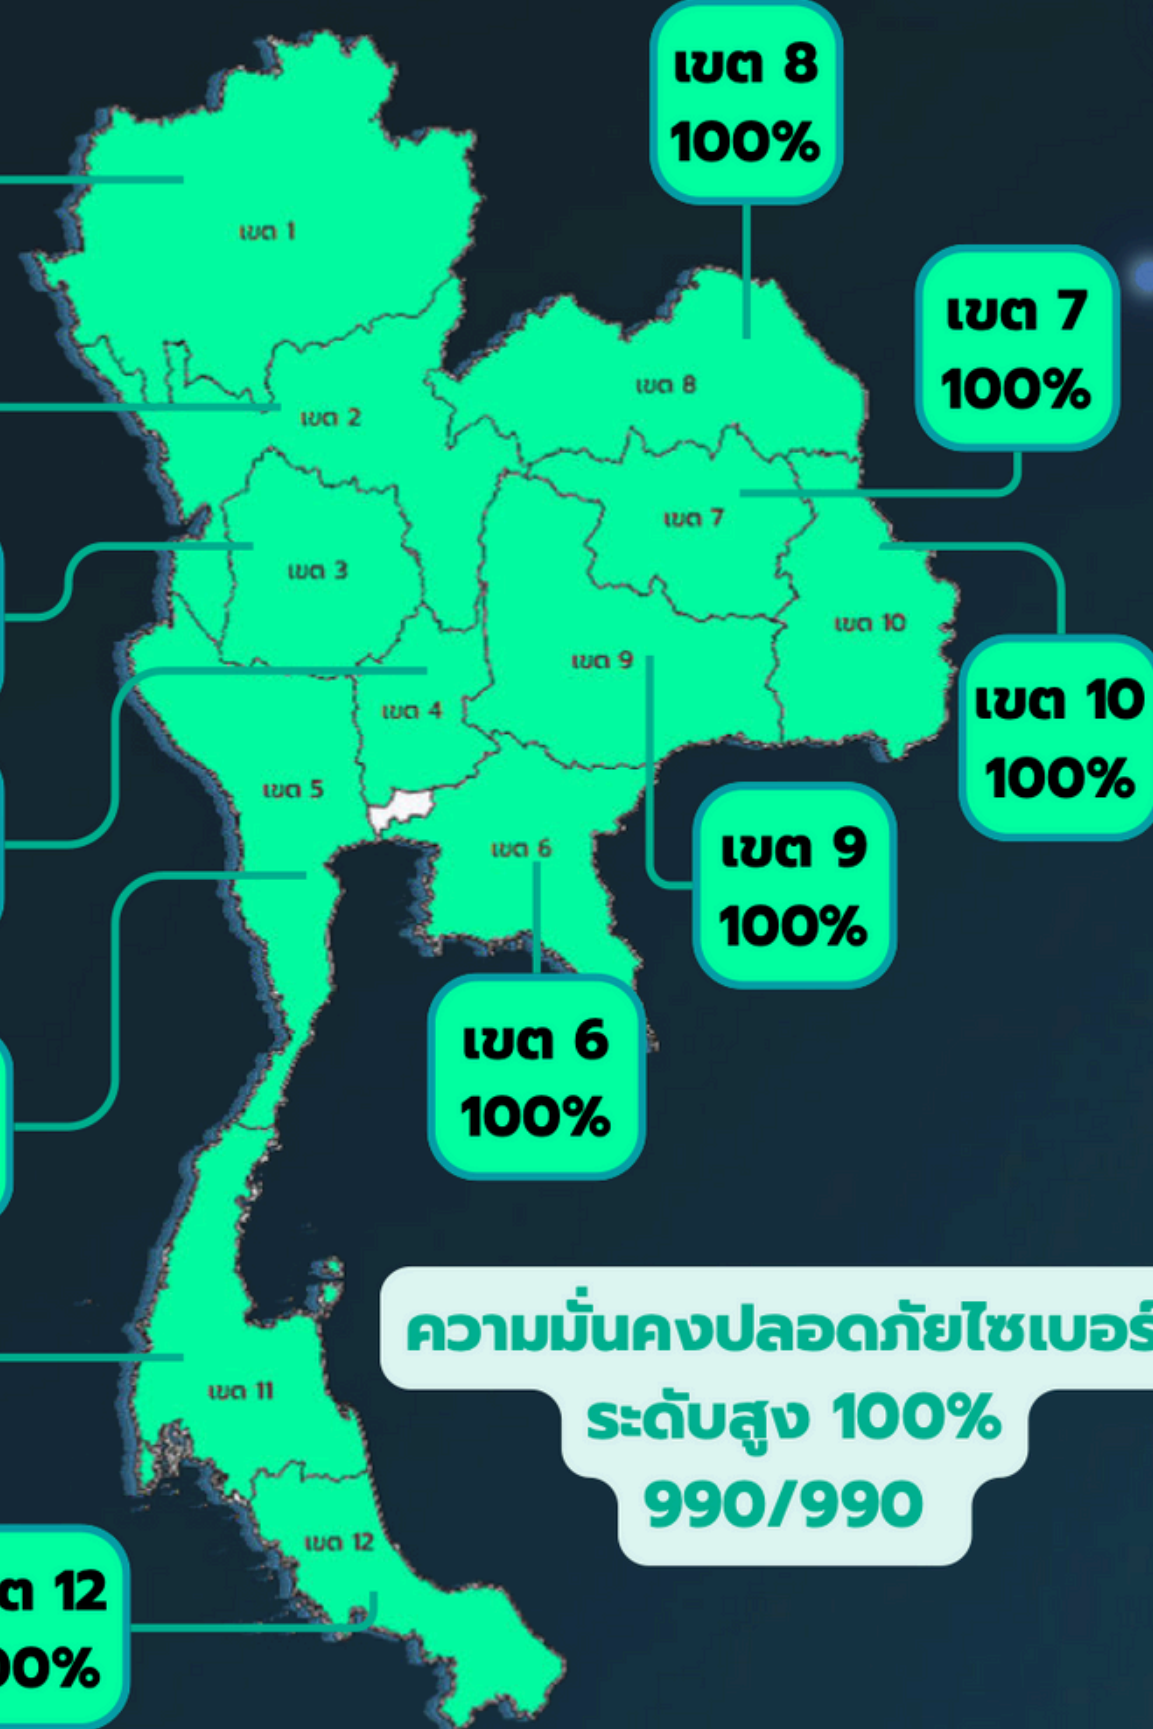 เขต 8
100%
เขต 7
100%
เขต 1
เขต 8
เขต 2
เขต 7
เขต 3
เขต 10
เขต 9
เขต 10
100%
เขต 4
เขต 5
เขต 6
เขต 9
100%
เขต 6
100%
ความมั่นคงปลอดภัยไซเบอร์
ระดับสูง 100%
990/990
เขต 11
เขต 12
ต 12
00%